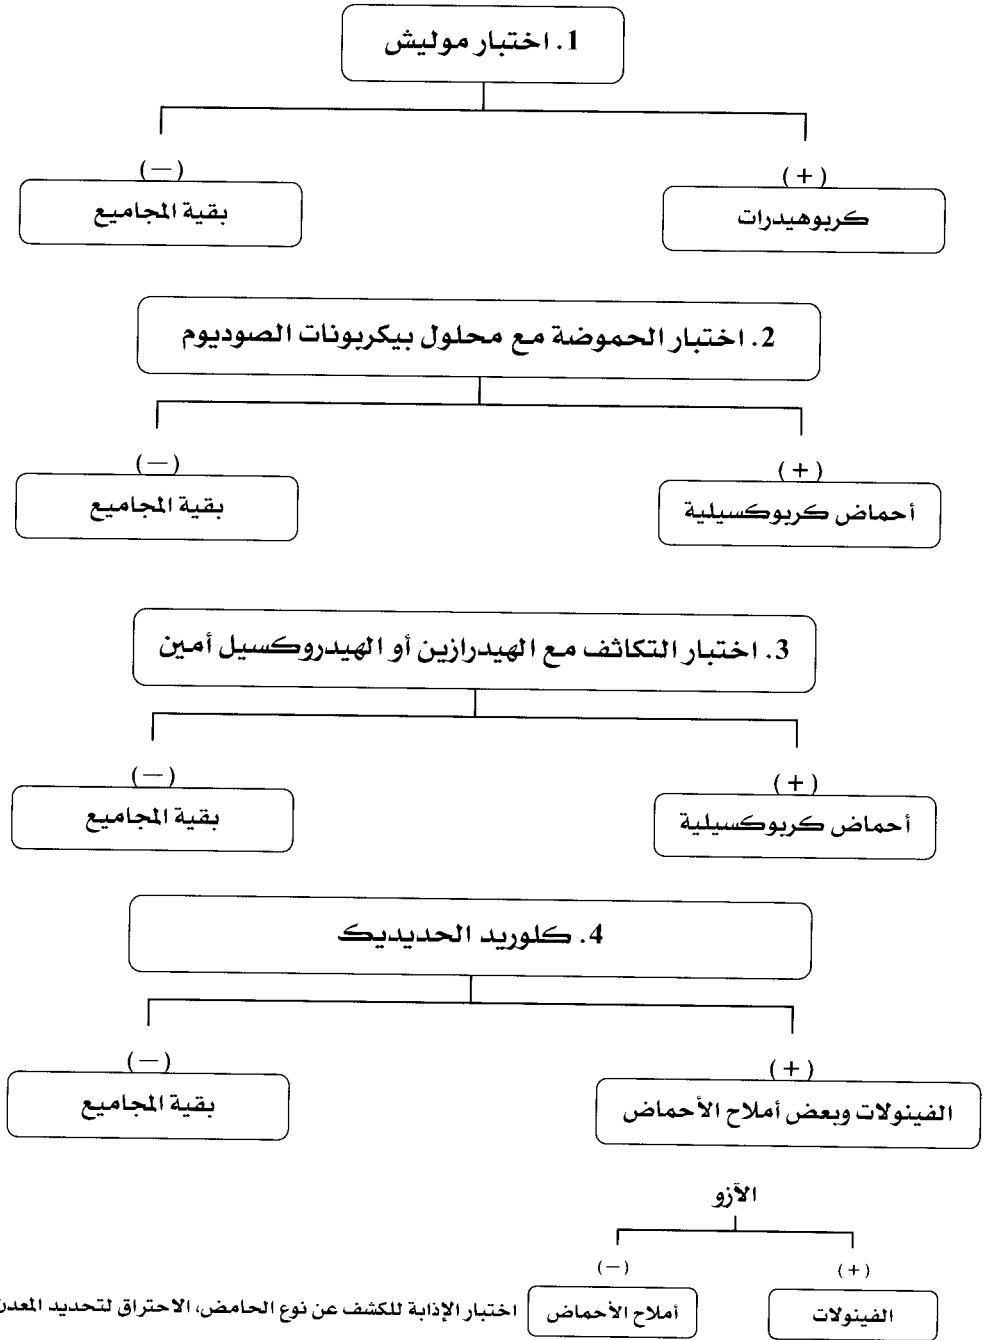 1. اختبار موليش
(+) (—)
كربوهيدرات بقية المجاميع
2. اختبار الحموضة مع محلول بيكربونات الصوديوم
(+) (—)
أحماض كربوكسيلية بقية المجاميع
3. اختبار التكاثف مع الهيدرازين أو الهيدروكسيل أمين
(+) (—)
أحماض كربوكسيلية بقية المجاميع
4. كلوريد الحديديك
(+) (—)
الفينولات وبعض أملاح الأحماض بقية المجاميع
الآزو
(+) (—)
الفينولات أملاح الأحماض اختبار الإذابة للكشف عن نوع الحامض، الاحتراق لتحديد المعدن